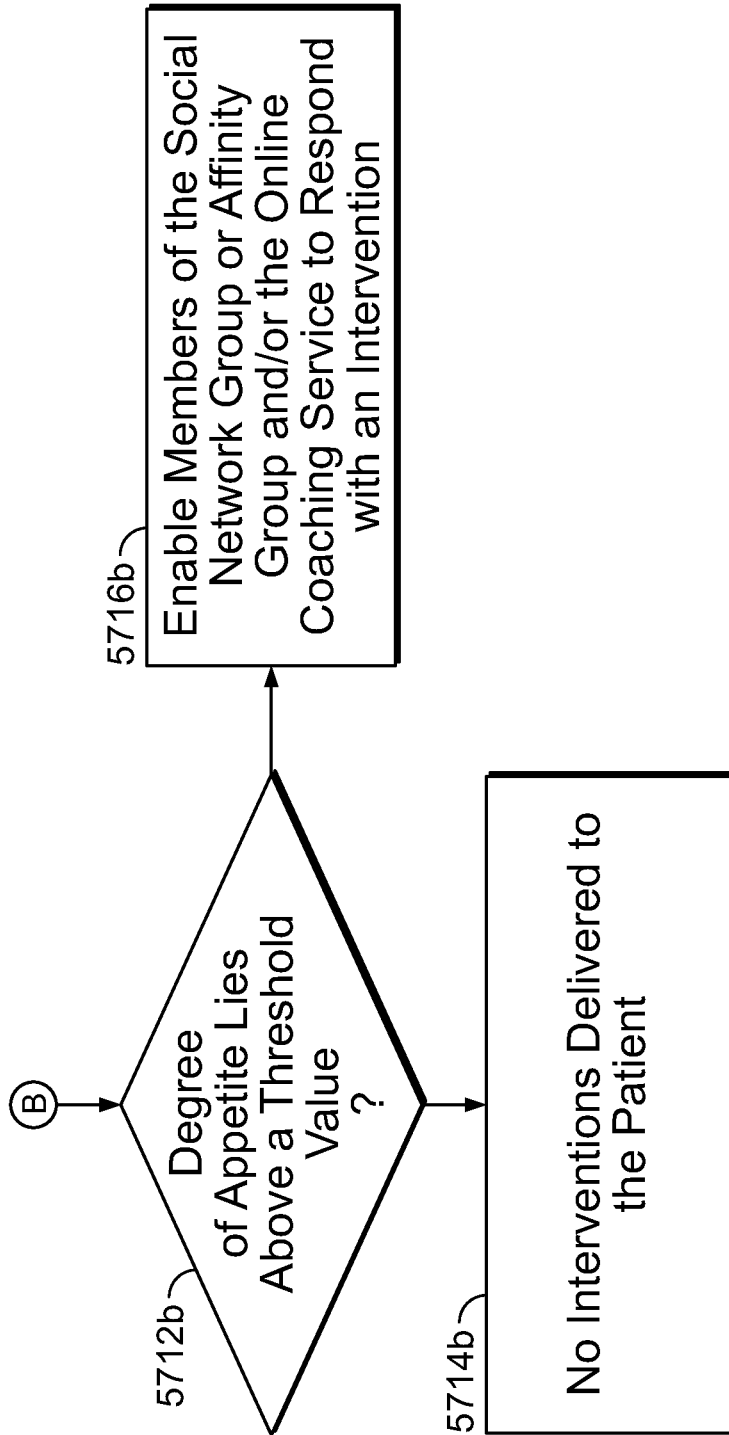 B
5712b
Degree
of Appetite Lies
Above a Threshold
Value
?
5716b
Enable Members of the Social
Network Group or Affinity
Group and/or the Online
Coaching Service to Respond
with an Intervention
5714b
No Interventions Delivered to
the Patient